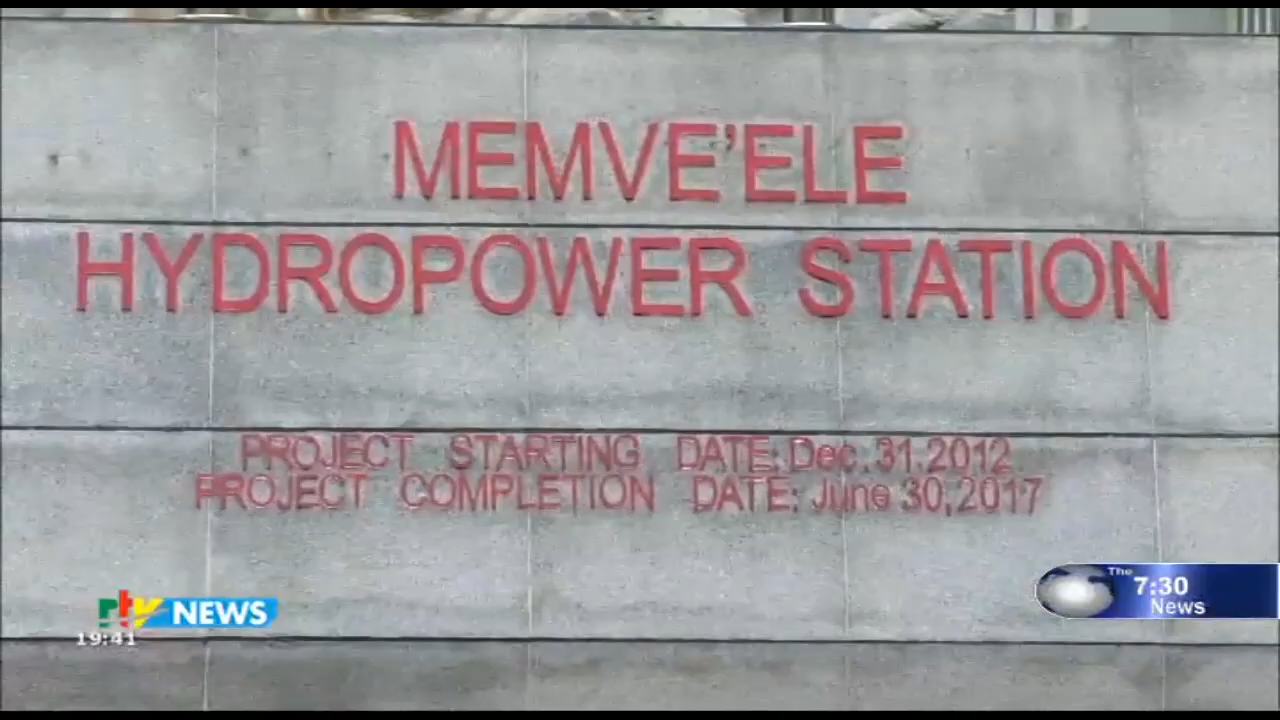 MEMVE'ELE
HYDROPOWER STATION
PROJECT STARTING DATE: Dec. 31.2012
PROJECT COMPLETION DATE: June 30,2017
The
7:30
News
rtv NEWS
19:41